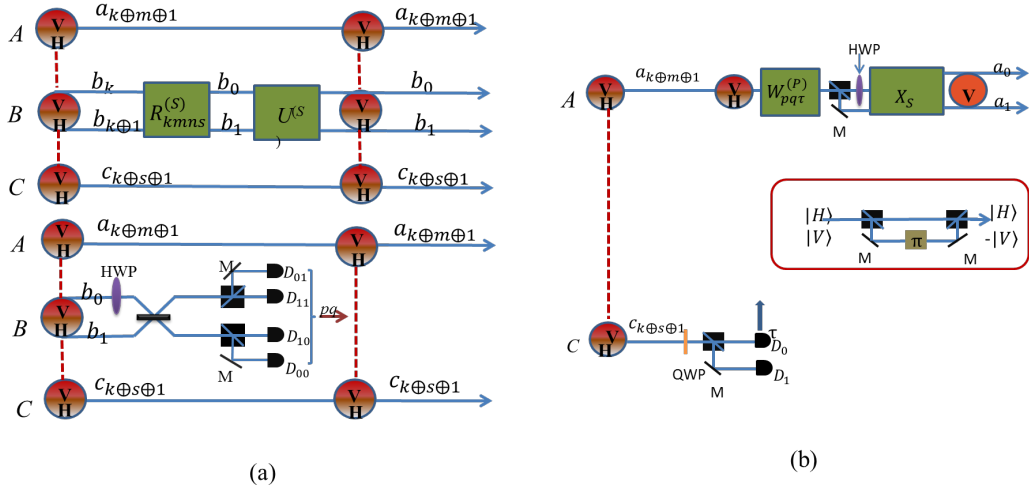 A V H a_{k⊕m⊕1} V H a_{k⊕m⊕1}
B V H b_k R^{(S)}_{kmns} b_0 U^{(S V H b_0
b_{k⊕1} b_1 ) b_1
C V H c_{k⊕s⊕1} V H c_{k⊕s⊕1}
A V H a_{k⊕m⊕1} V H a_{k⊕m⊕1}
HWP M D_{01}
B V H b_0 D_{11} pq
b_1 D_{10}
M D_{00}
C V H c_{k⊕s⊕1} V H c_{k⊕s⊕1}
(a)
HWP
A V H a_{k⊕m⊕1} V H W^{(P)}_{pqτ} X_S a_0
M V a_1
|H⟩ |H⟩
|V⟩ π -|V⟩
M M
C V H c_{k⊕s⊕1} τ
D_0
QWP D_1
M
(b)